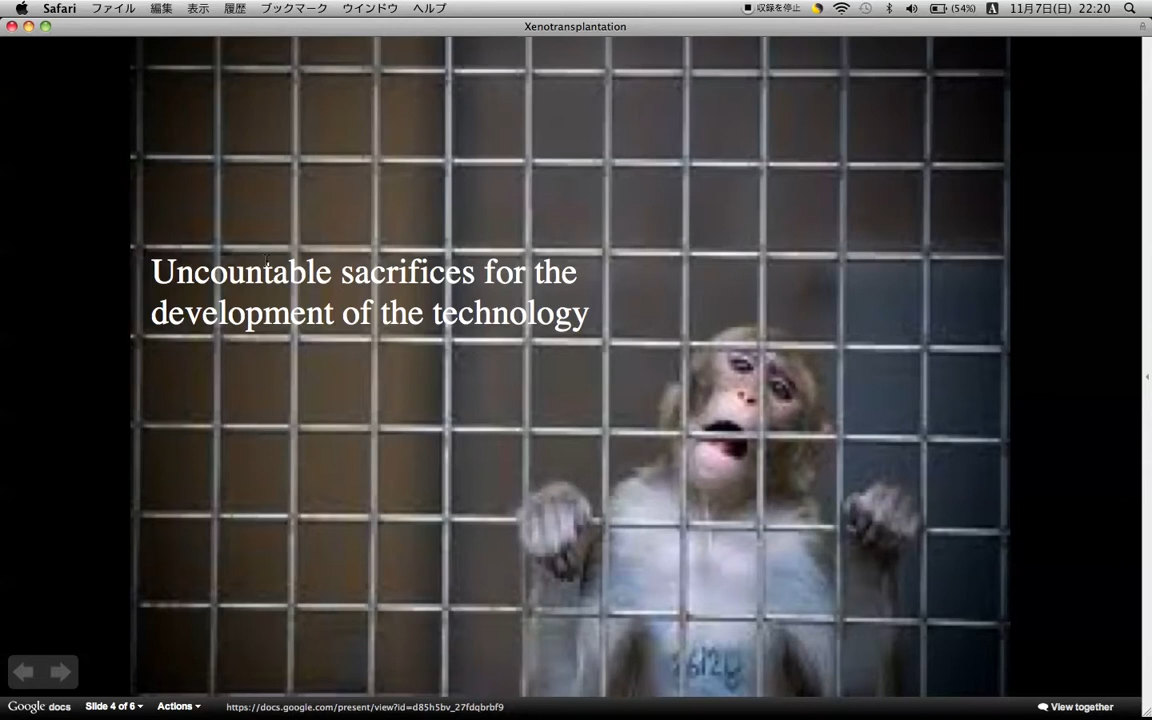 Safari ファイル 編集 表示 履歴 ブックマーク ウインドウ ヘルプ 収録を停止 (54%) A 11月7日(日) 22:20
Xenotransplantation
Uncountable sacrifices for the
development of the technology
Google docs Slide 4 of 6 Actions https://docs.google.com/present/view?id=d85h5bv_27fdqbrbf9 View together